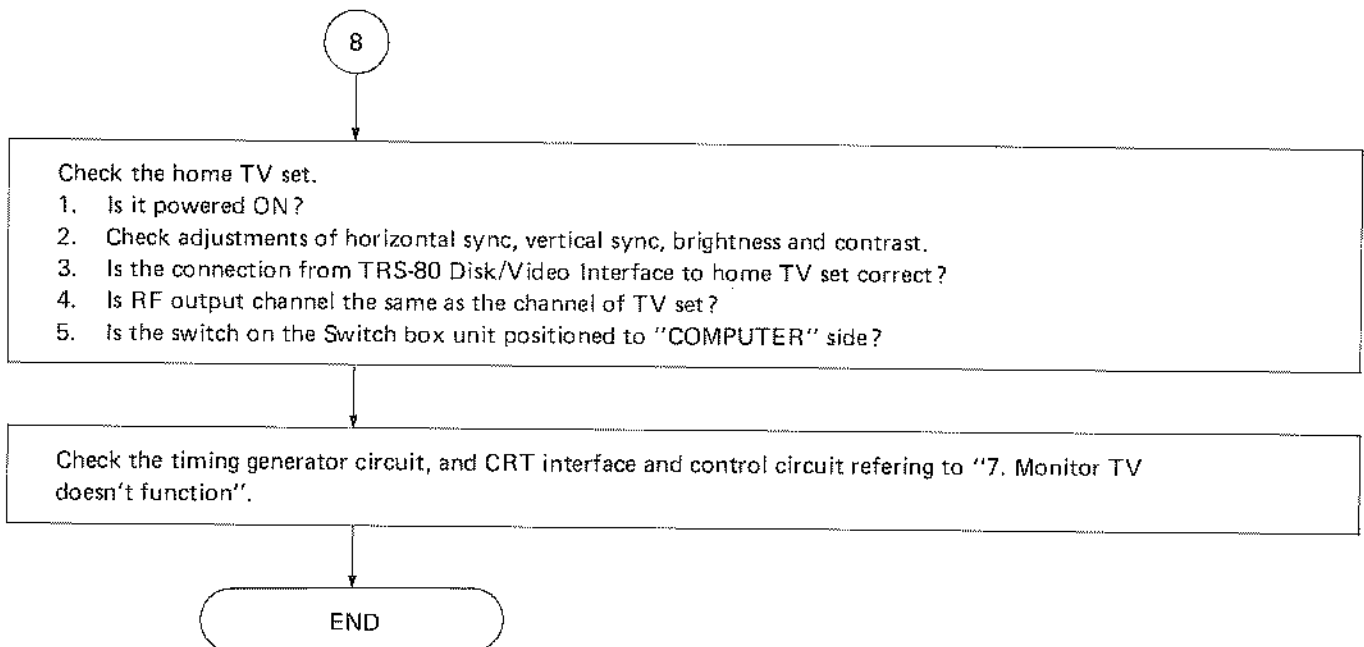 8
Check the home TV set.
1. Is it powered ON?
2. Check adjustments of horizontal sync, vertical sync, brightness and contrast.
3. Is the connection from TRS-80 Disk/Video Interface to home TV set correct?
4. Is RF output channel the same as the channel of TV set?
5. Is the switch on the Switch box unit positioned to "COMPUTER" side?
Check the timing generator circuit, and CRT interface and control circuit refering to "7. Monitor TV
doesn't function".
END